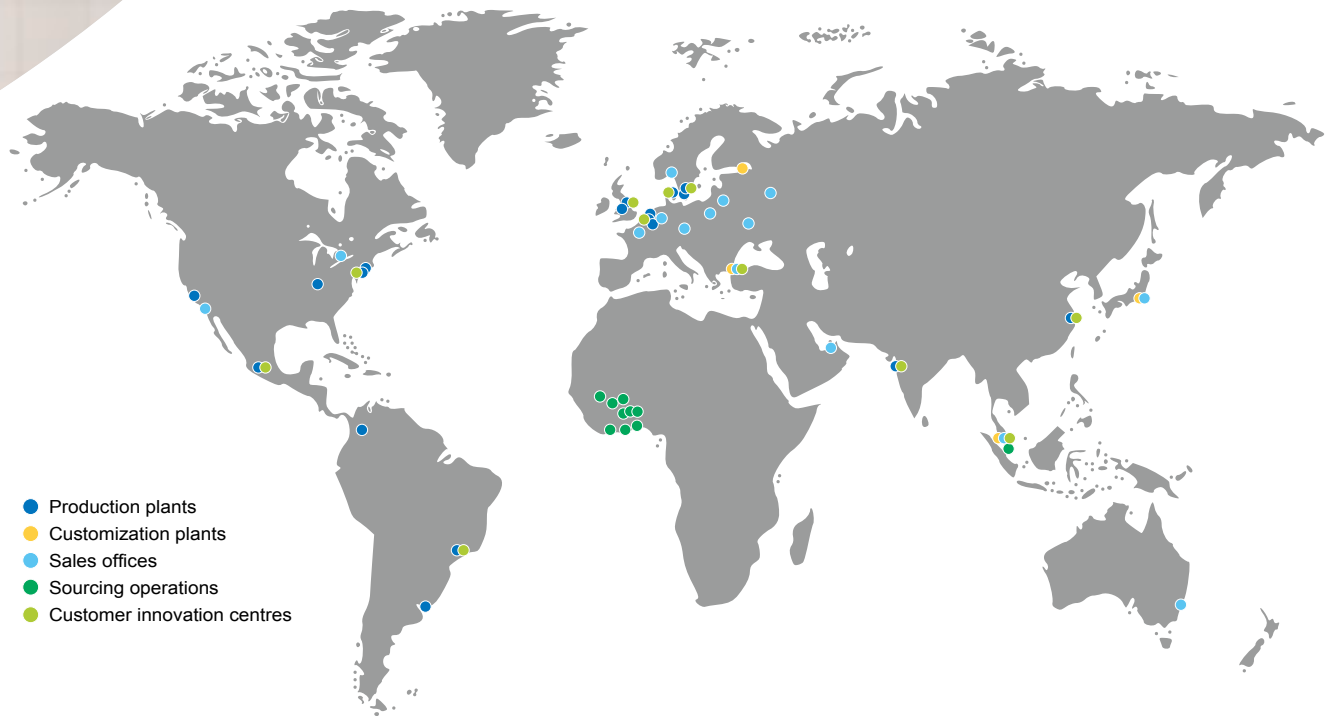 Production plants
Customization plants
Sales offices
Sourcing operations
Customer innovation centres